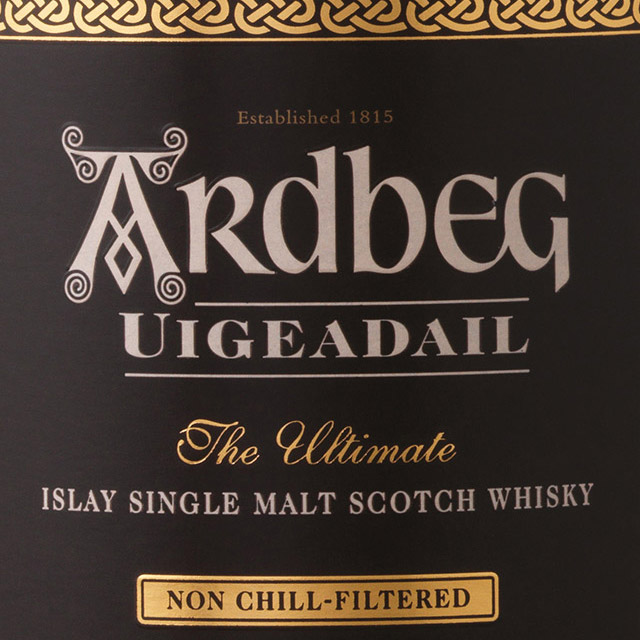 Established 1815
ARdbEG
UIGEADAIL
The Ultimate
ISLAY SINGLE MALT SCOTCH WHISKY
NON CHILL-FILTERED